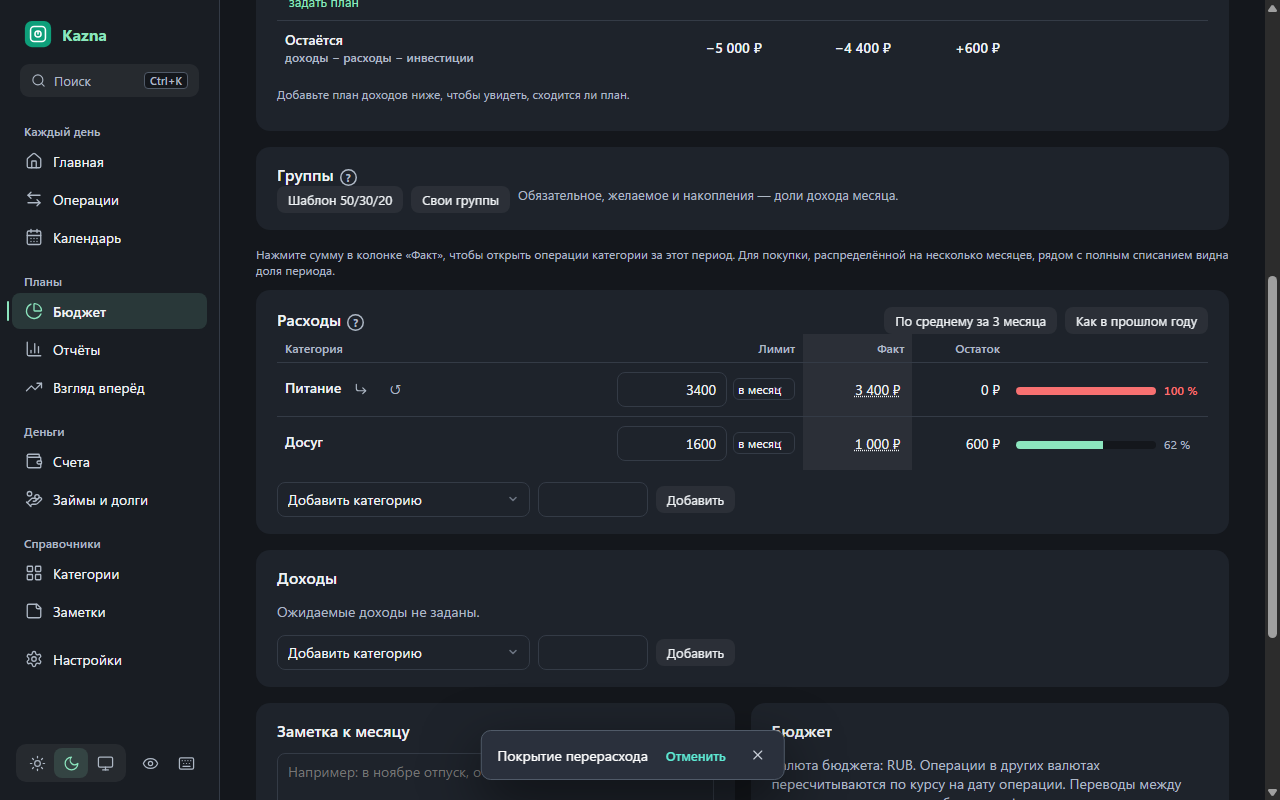 Kazna
Поиск Ctrl+K
Каждый день
Главная
Операции
Календарь
Планы
Бюджет
Отчёты
Взгляд вперёд
Деньги
Счета
Займы и долги
Справочники
Категории
Заметки
Настройки
задать план
Остаётся −5 000 ₽ −4 400 ₽ +600 ₽
доходы − расходы − инвестиции
Добавьте план доходов ниже, чтобы увидеть, сходится ли план.
Группы ?
Шаблон 50/30/20 Свои группы Обязательное, желаемое и накопления — доли дохода месяца.
Нажмите сумму в колонке «Факт», чтобы открыть операции категории за этот период. Для покупки, распределённой на несколько месяцев, рядом с полным списанием видна
доля периода.
Расходы ? По среднему за 3 месяца Как в прошлом году
Категория Лимит Факт Остаток
Питание 3400 в месяц 3 400 ₽ 0 ₽ 100 %
Досуг 1600 в месяц 1 000 ₽ 600 ₽ 62 %
Добавить категорию Добавить
Доходы
Ожидаемые доходы не заданы.
Добавить категорию Добавить
Заметка к месяцу
Например: в ноябре отпуск, о
Бюджет
алюта бюджета: RUB. Операции в других валютах
пересчитываются по курсу на дату операции. Переводы между
Покрытие перерасхода Отменить